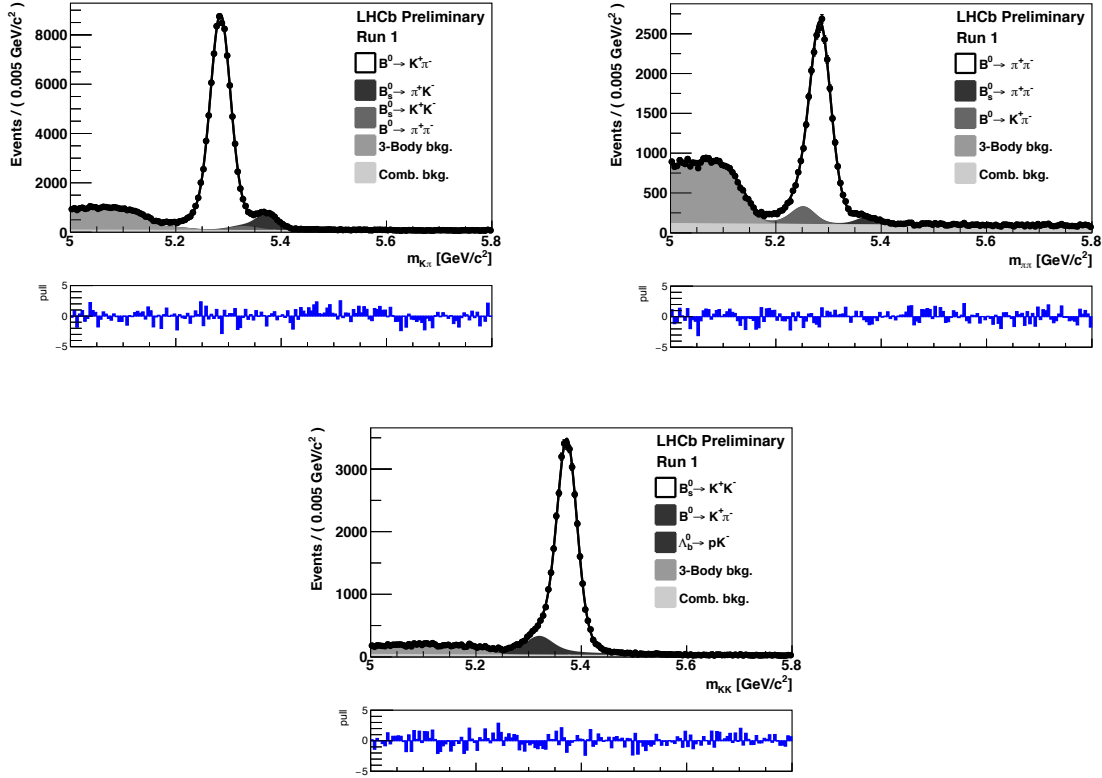 LHCb Preliminary
Run 1
B⁰→ K⁺π⁻
B⁰ₛ→ π⁺K⁻
B⁰ₛ→ K⁺K⁻
B⁰→ π⁺π⁻
3-Body bkg.
Comb. bkg.
Events / ( 0.005 GeV/c² )
8000
6000
4000
2000
0
5 5.2 5.4 5.6 5.8
m_Kπ [GeV/c²]
pull
5
0
−5
LHCb Preliminary
Run 1
B⁰→ π⁺π⁻
B⁰ₛ→ π⁺π⁻
B⁰→ K⁺π⁻
3-Body bkg.
Comb. bkg.
Events / ( 0.005 GeV/c² )
2500
2000
1500
1000
500
0
5 5.2 5.4 5.6 5.8
m_ππ [GeV/c²]
pull
5
0
−5
LHCb Preliminary
Run 1
B⁰ₛ→ K⁺K⁻
B⁰→ K⁺π⁻
Λ⁰_b→ pK⁻
3-Body bkg.
Comb. bkg.
Events / ( 0.005 GeV/c² )
3000
2000
1000
0
5 5.2 5.4 5.6 5.8
m_KK [GeV/c²]
pull
5
0
−5